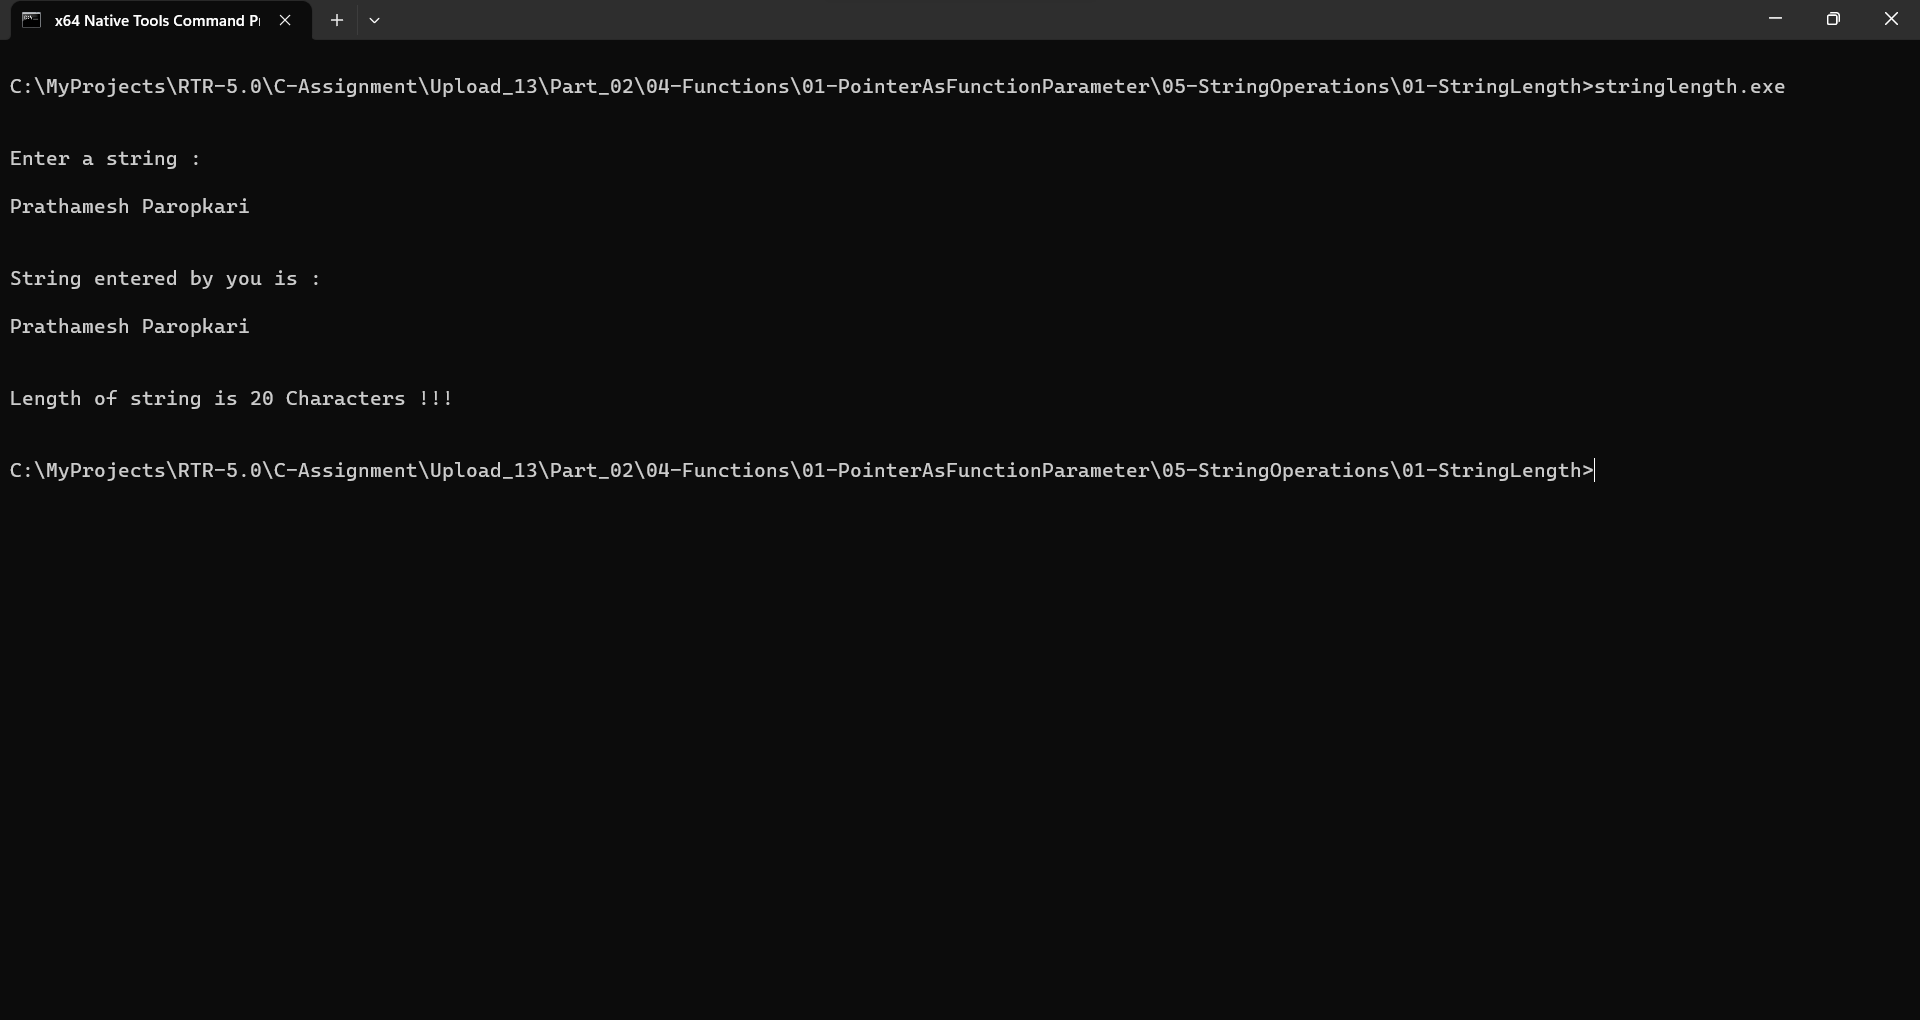 x64 Native Tools Command P
C:\MyProjects\RTR-5.0\C-Assignment\Upload_13\Part_02\04-Functions\01-PointerAsFunctionParameter\05-StringOperations\01-StringLength>stringlength.exe
Enter a string :
Prathamesh Paropkari
String entered by you is :
Prathamesh Paropkari
Length of string is 20 Characters !!!
C:\MyProjects\RTR-5.0\C-Assignment\Upload_13\Part_02\04-Functions\01-PointerAsFunctionParameter\05-StringOperations\01-StringLength>